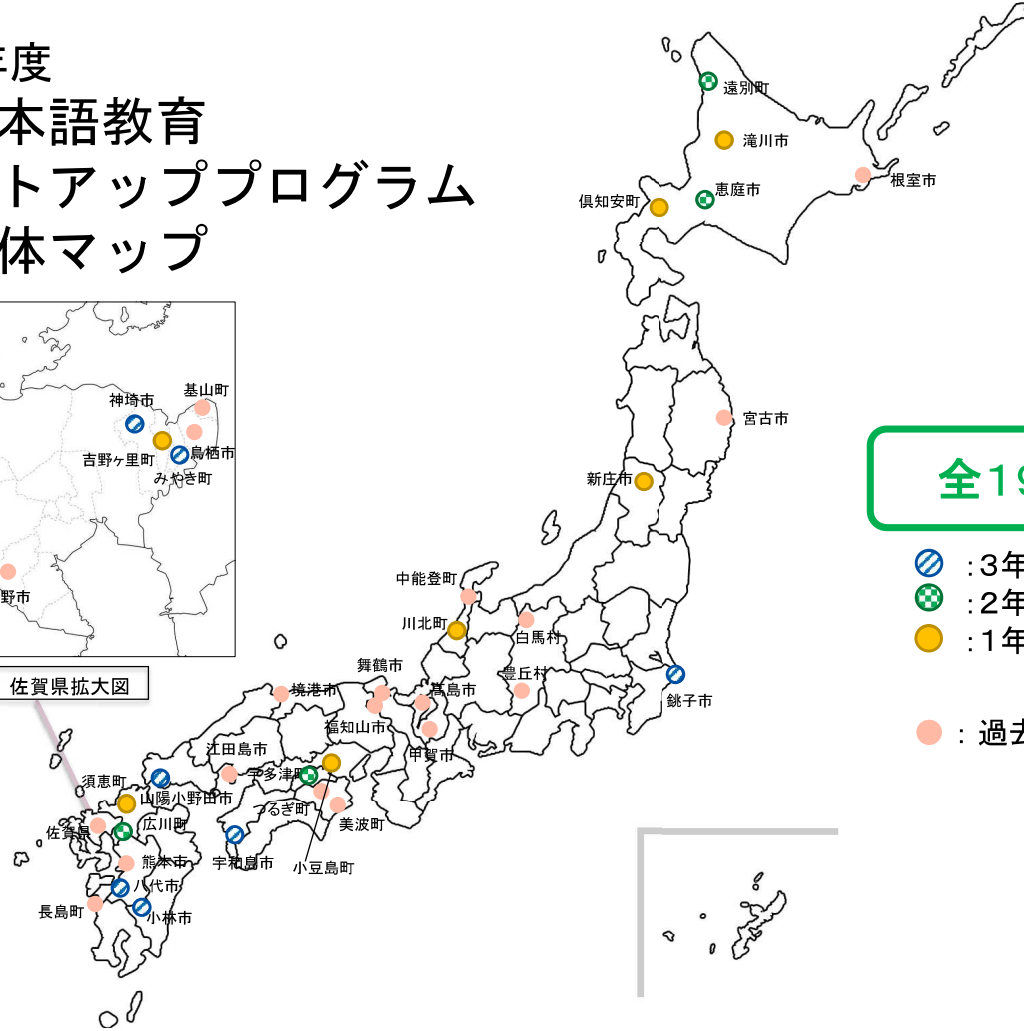 年度
本語教育
トアッププログラム
体マップ
遠別町
滝川市
根室市
恵庭市
倶知安町
基山町
神埼市
鳥栖市
吉野ヶ里町
みやき町
野市
佐賀県拡大図
宮古市
新庄市
全19
:3年
:2年
:1年
: 過去
中能登町
川北町
白馬村
豊丘村
銚子市
舞鶴市
境港市
高島市
福知山市
甲賀市
江田島市
宇多津町
須恵町
山陽小野田市
つるぎ町
美波町
佐賀県
広川町
熊本市
宇和島市
小豆島町
八代市
長島町
小林市